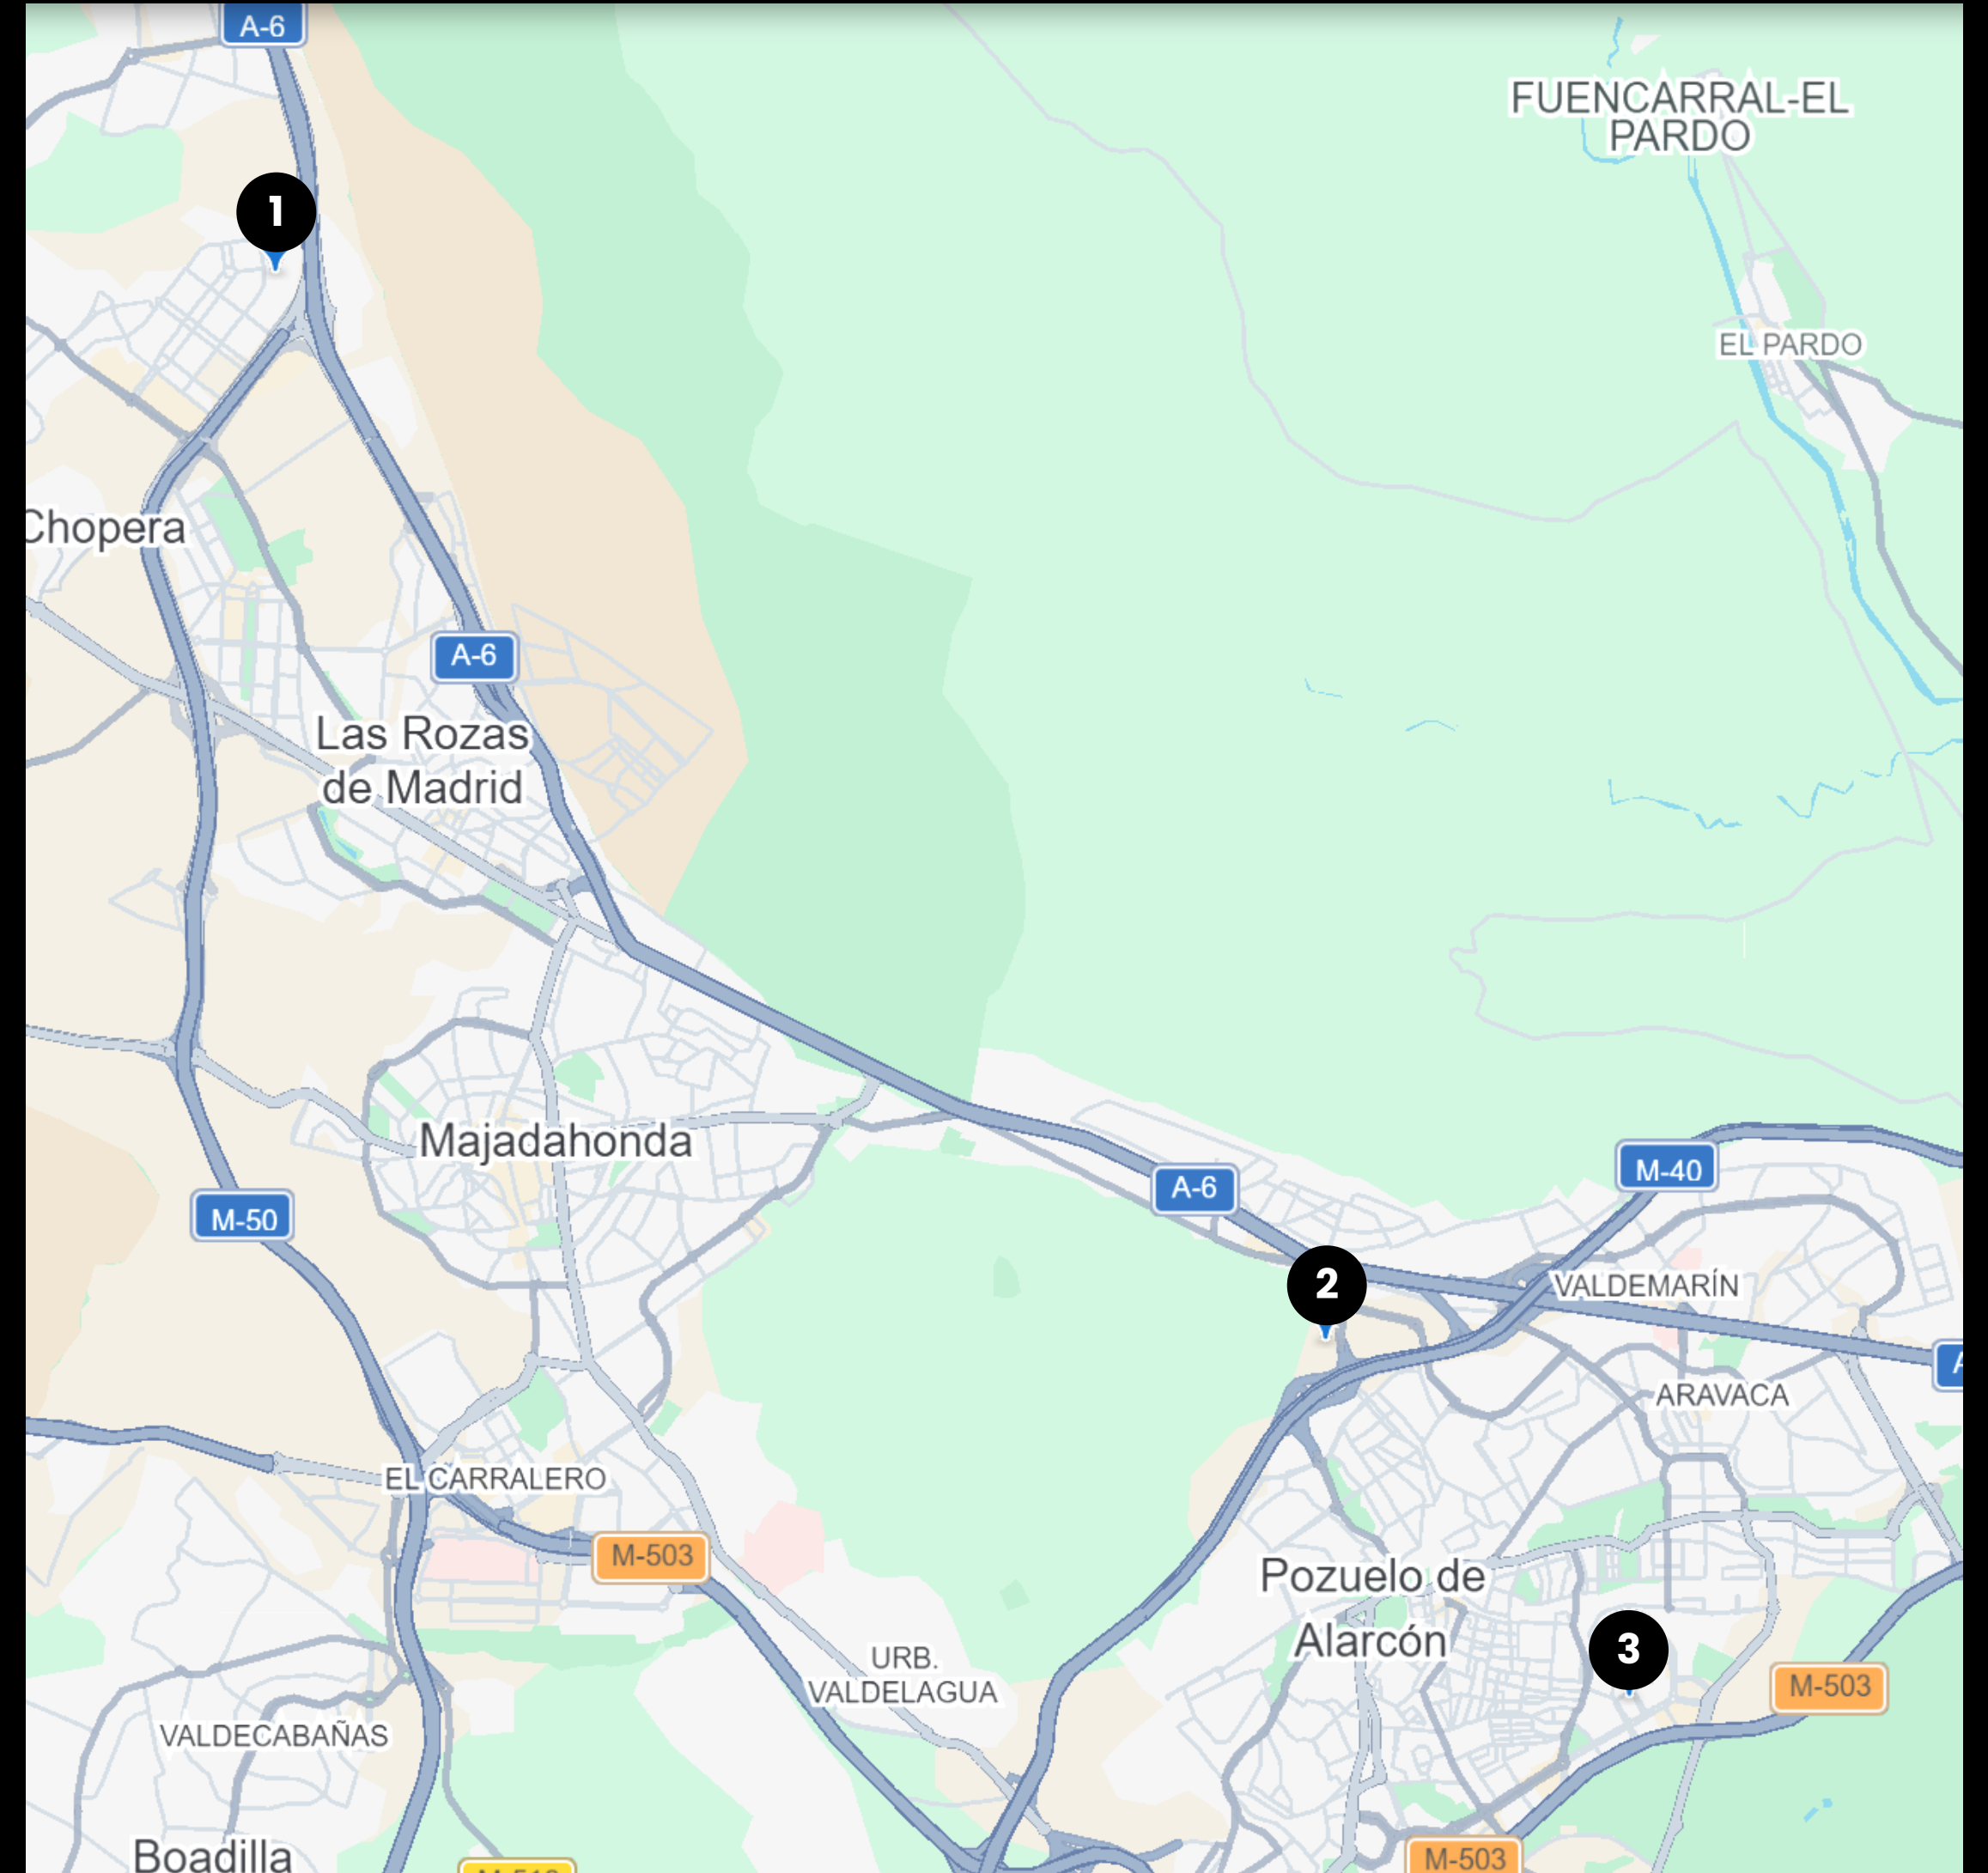 A-6
FUENCARRAL-EL
PARDO
1
EL PARDO
Chopera
A-6
Las Rozas
de Madrid
Majadahonda
M-40
A-6
M-50
2
VALDEMARÍN
ARAVACA
EL CARRALERO
M-503
Pozuelo de
Alarcón
3
URB.
VALDELAGUA
M-503
VALDECABAÑAS
Boadilla
M-503